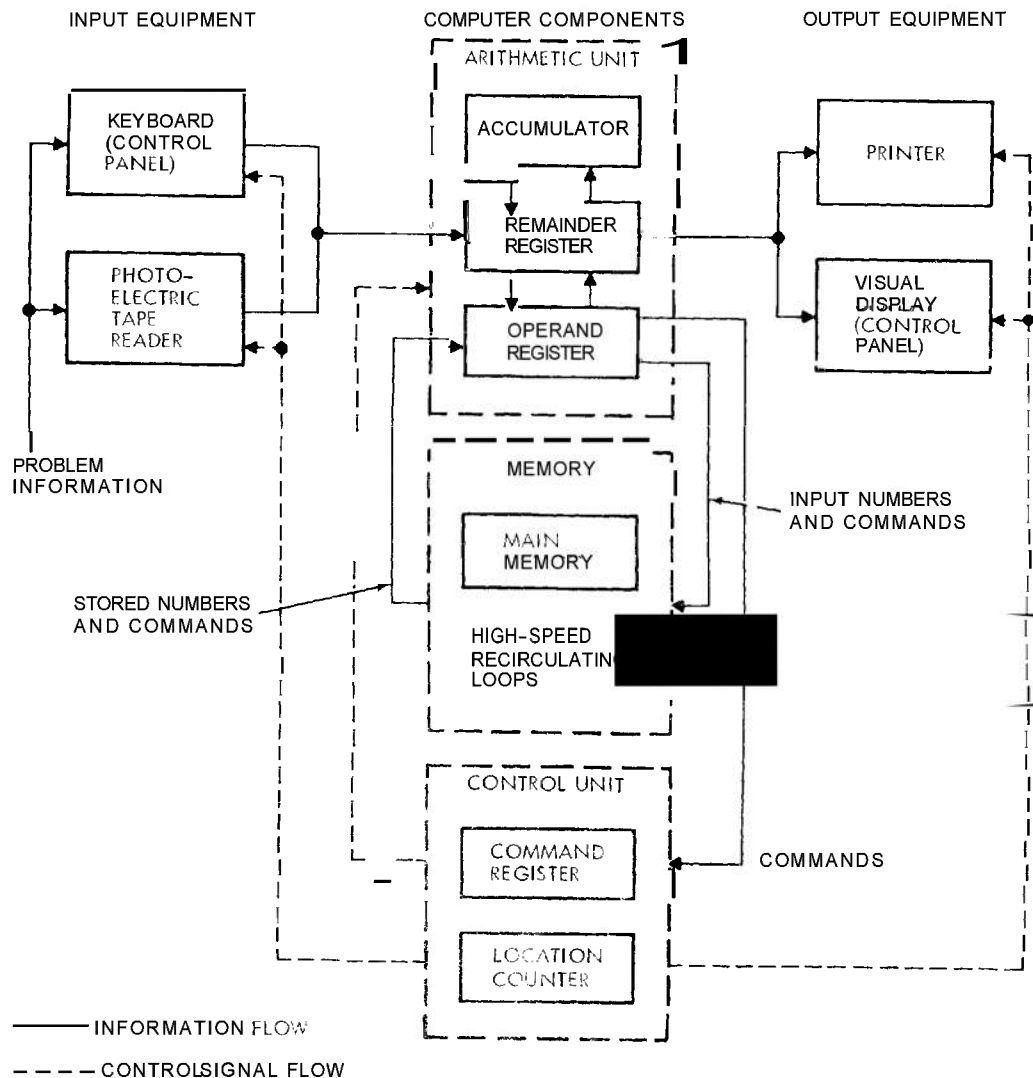 INPUT EQUIPMENT
COMPUTER COMPONENTS
OUTPUT EQUIPMENT
ARITHMETIC UNIT
KEYBOARD
(CONTROL
PANEL)
ACCUMULATOR
PRINTER
REMAINDER
REGISTER
PHOTO-
ELECTRIC
TAPE
READER
OPERAND
REGISTER
VISUAL
DISPLAY
(CONTROL
PANEL)
PROBLEM
INFORMATION
MEMORY
MAIN
MEMORY
INPUT NUMBERS
AND COMMANDS
STORED NUMBERS
AND COMMANDS
HIGH-SPEED
LOOPS
CONTROL UNIT
COMMAND
REGISTER
COMMANDS
LOCATION
COUNTER
INFORMATION FLOW
CONTROLSIGNAL FLOW